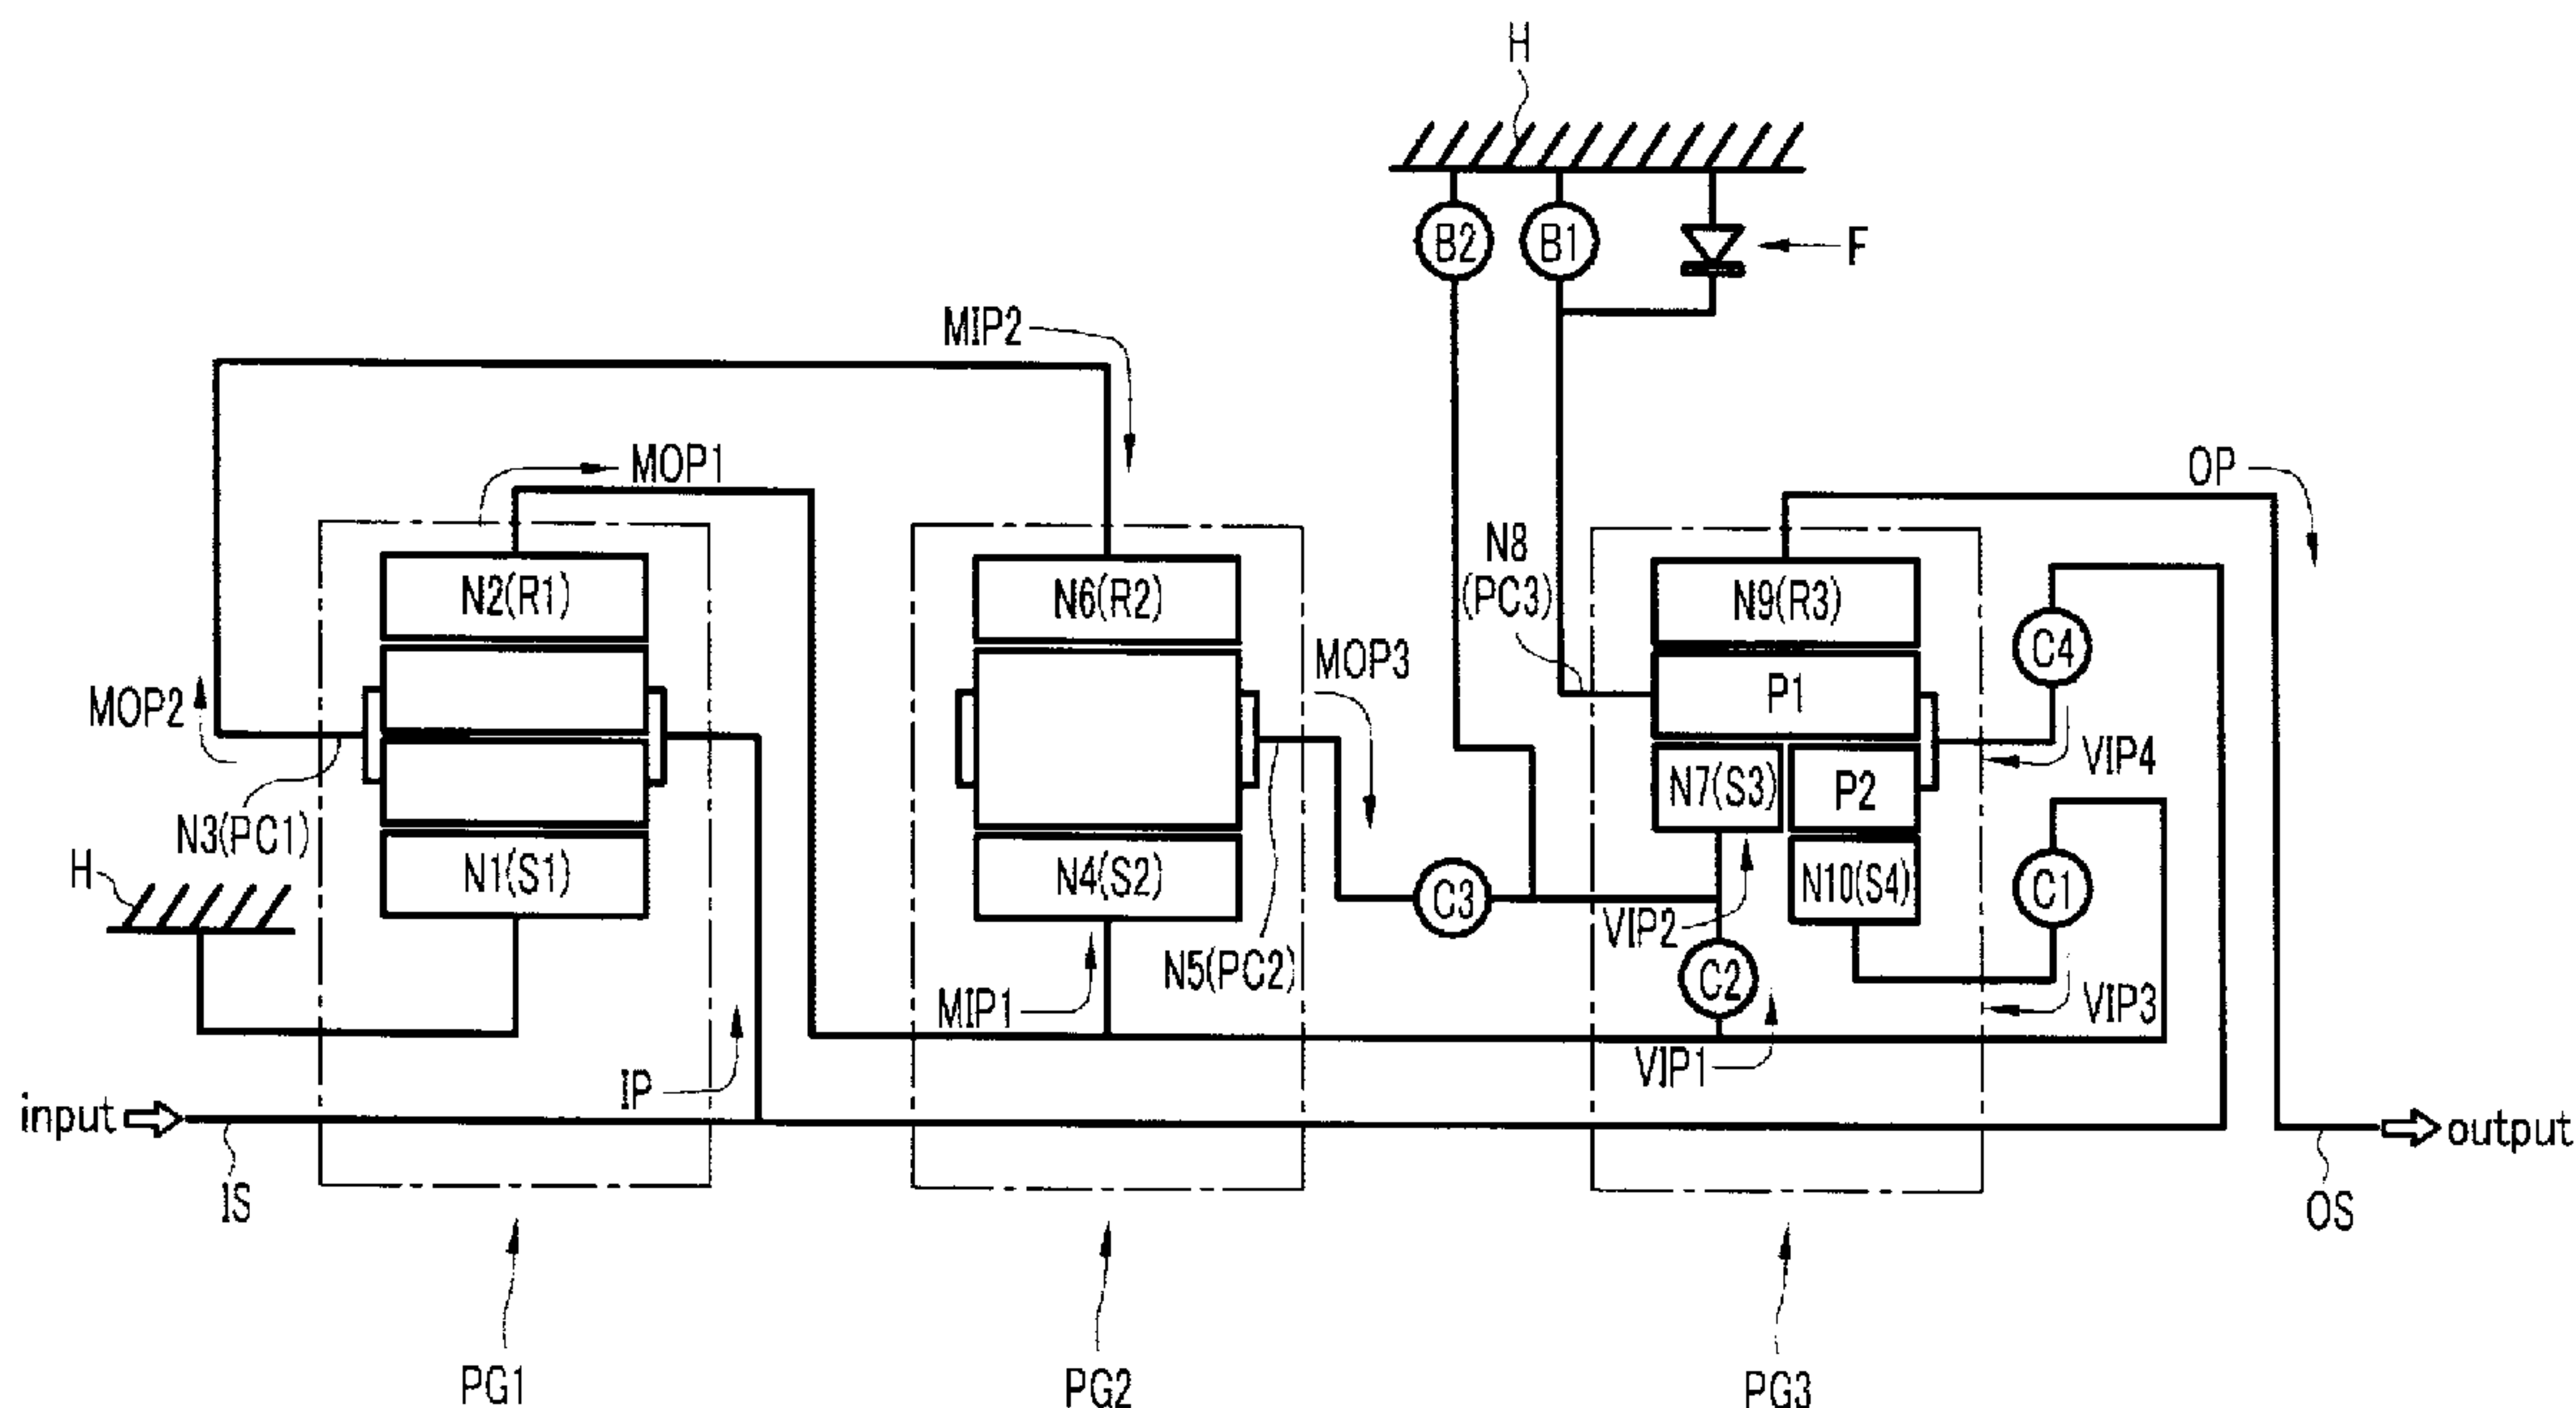 H
B2
B1
F
MIP2
MOP1
OP
N8
(PC3)
N2(R1)
N6(R2)
N9(R3)
C4
MOP3
P1
MOP2
VIP4
N7(S3)
P2
N3(PC1)
H
N1(S1)
N4(S2)
C3
N10(S4)
C1
VIP2
N5(PC2)
C2
MIP1
VIP3
VIP1
IP
input
output
IS
OS
PG1
PG2
PG3